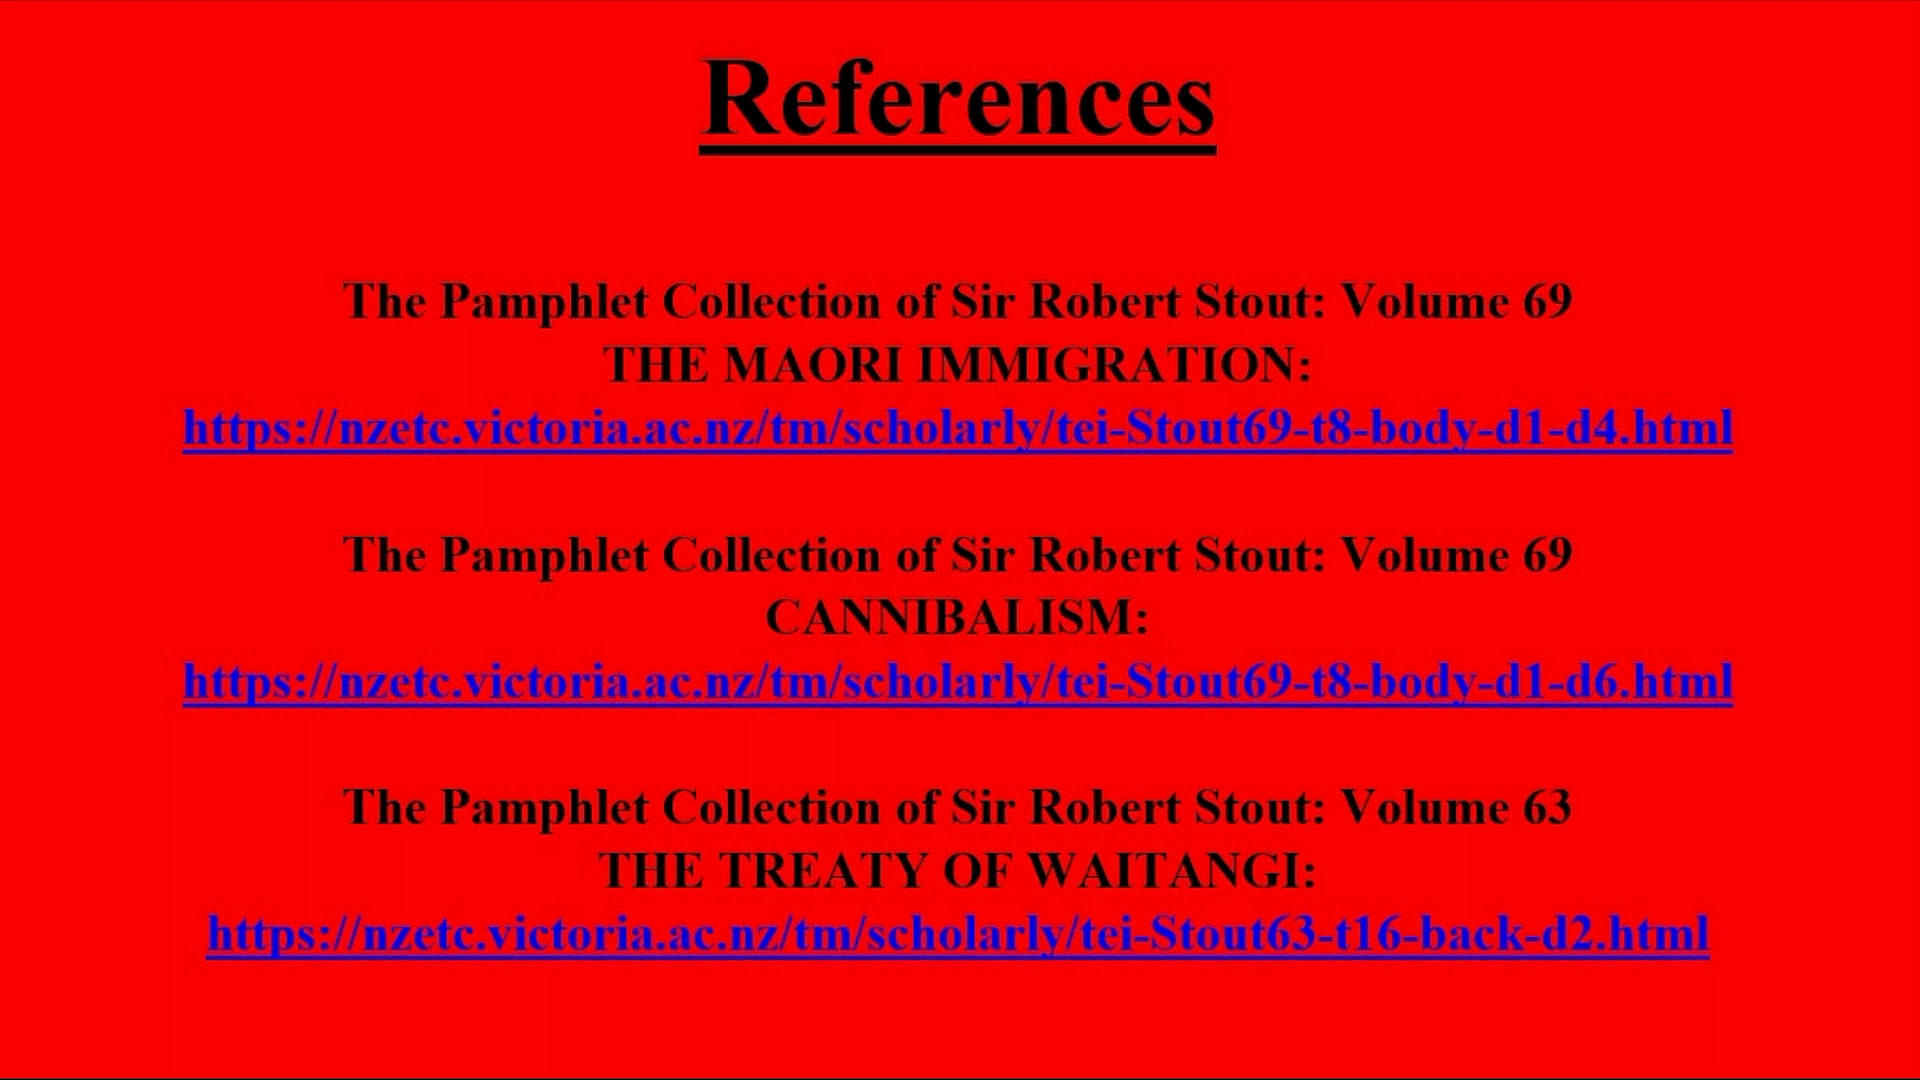 References
The Pamphlet Collection of Sir Robert Stout: Volume 69
THE MAORI IMMIGRATION:
https://nzetc.victoria.ac.nz/tm/scholarly/tei-Stout69-t8-body-d1-d4.html
The Pamphlet Collection of Sir Robert Stout: Volume 69
CANNIBALISM:
https://nzetc.victoria.ac.nz/tm/scholarly/tei-Stout69-t8-body-d1-d6.html
The Pamphlet Collection of Sir Robert Stout: Volume 63
THE TREATY OF WAITANGI:
https://nzetc.victoria.ac.nz/tm/scholarly/tei-Stout63-t16-back-d2.html